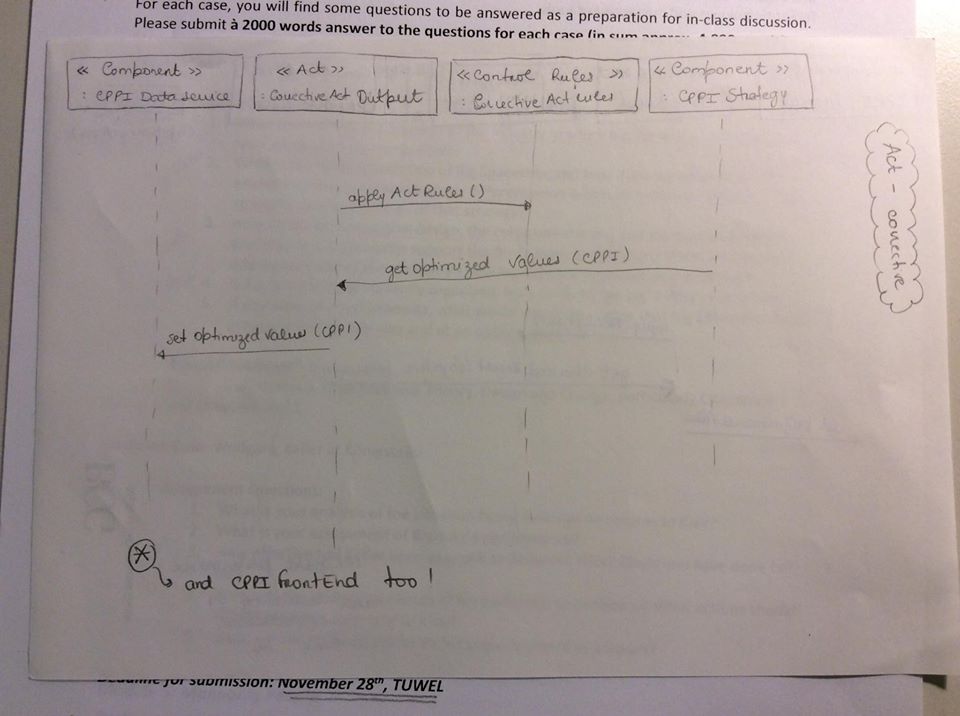 For each case, you will find some questions to be answered as a preparation for in-class discussion.
Please submit à 2000 words answer to the questions for each case (in sum
<< Component >>
: CPPI Data service
<< Act >>
: Corrective Act Output
<< Control Rules >>
: Corrective Act rules
<< Component >>
: CPPI Strategy
Act - corrective
apply Act Rules ()
get optimized values (CPPI)
set optimized values (CPPI)
* and CPPI FrontEnd too !
Deadline for submission: November 28th, TUWEL